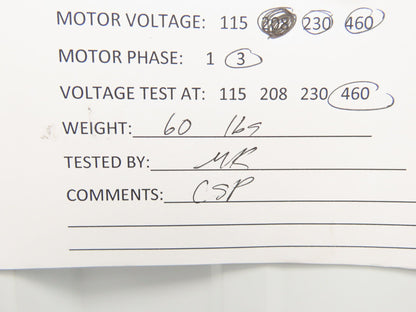 MOTOR VOLTAGE: 115 208 230 460
MOTOR PHASE: 1 3
VOLTAGE TEST AT: 115 208 230 460
WEIGHT: 60 lbs
TESTED BY: MR
COMMENTS: CSP